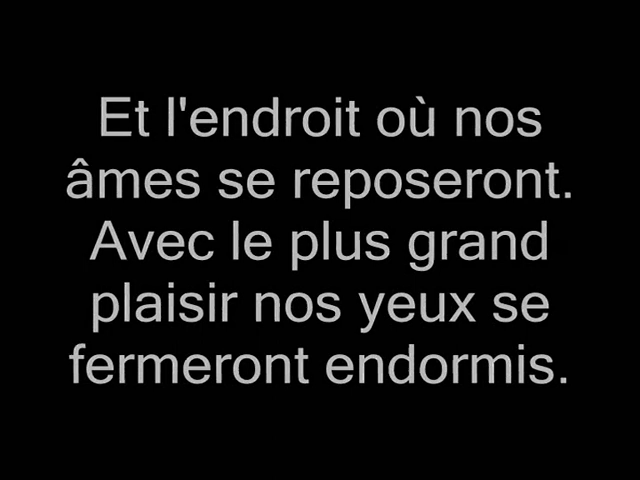 Et l'endroit où nos
âmes se reposeront.
Avec le plus grand
plaisir nos yeux se
fermeront endormis.